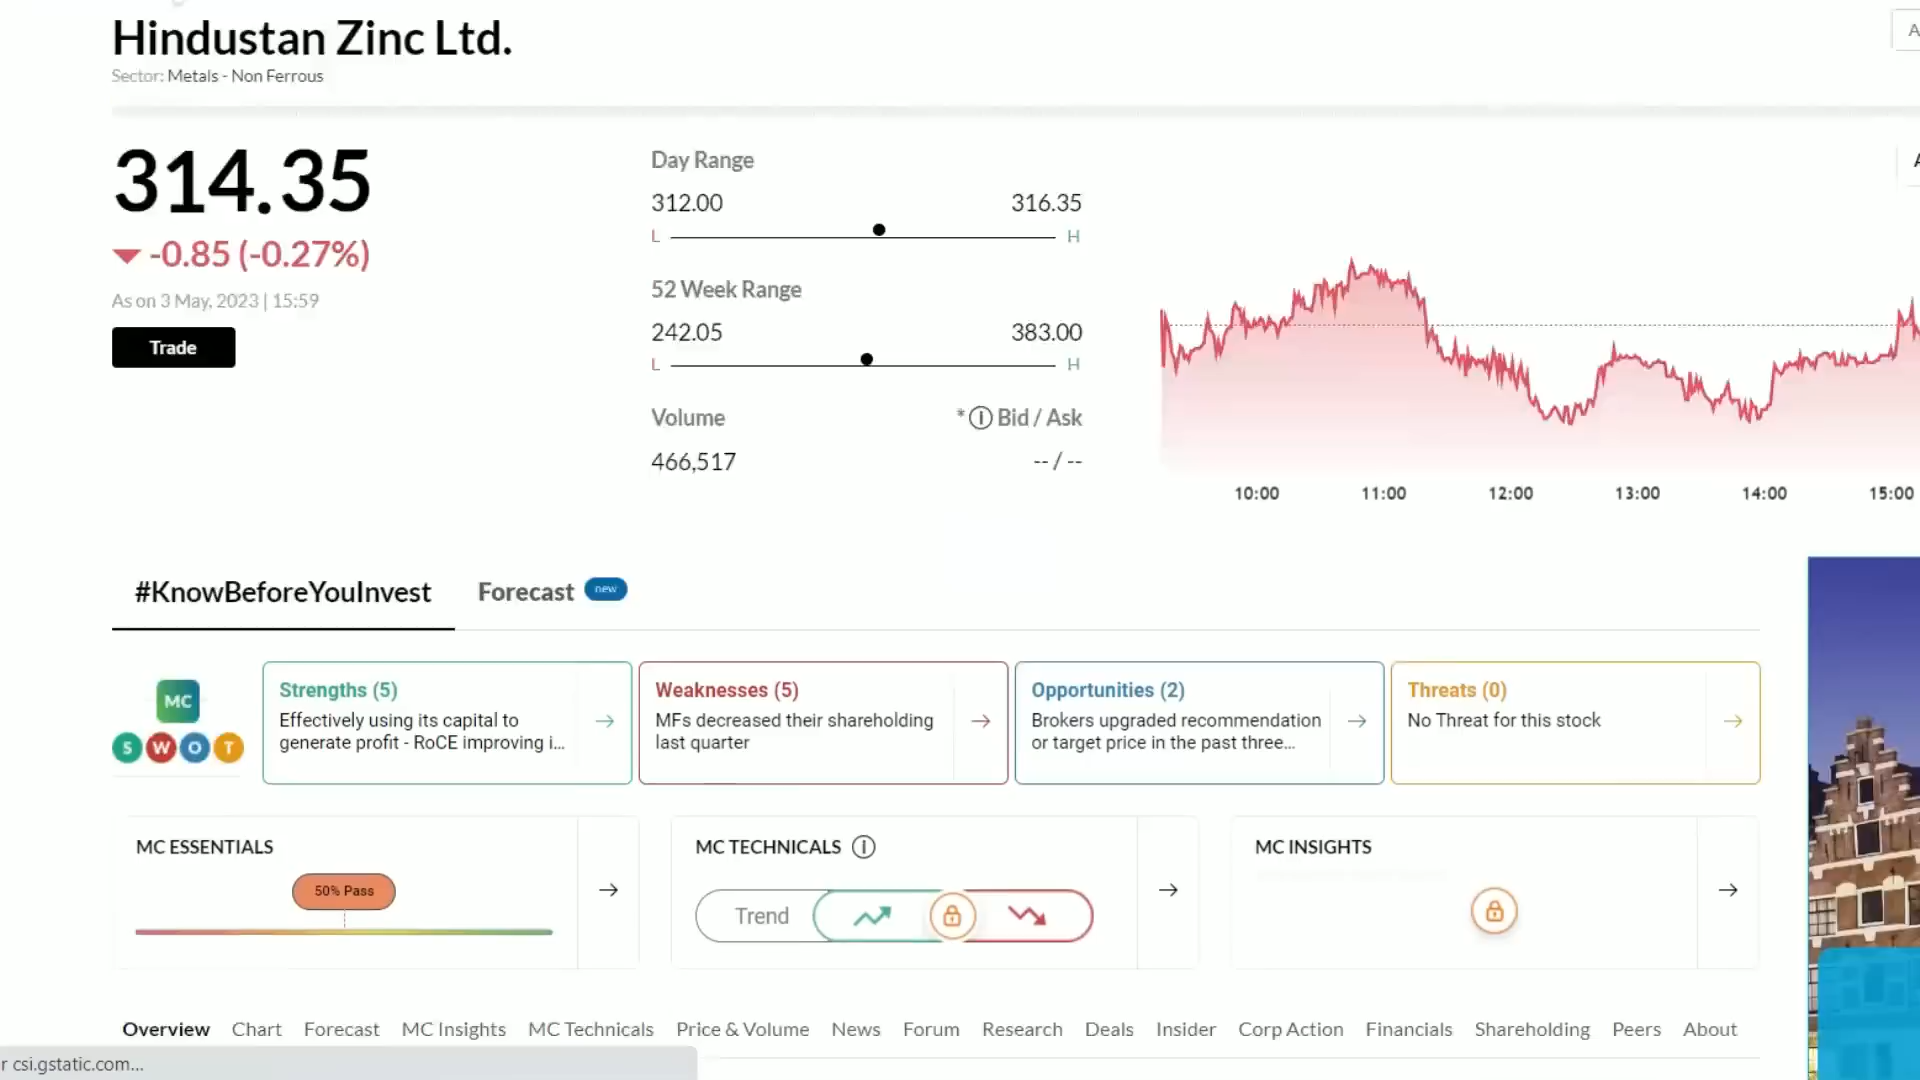 Hindustan Zinc Ltd.
Sector: Metals - Non Ferrous
A
314.35
-0.85 (-0.27%)
As on 3 May, 2023 | 15:59
Trade
Day Range
312.00 316.35
L H
52 Week Range
242.05 383.00
L H
Volume * Bid / Ask
466,517 -- / --
A
10:00 11:00 12:00 13:00 14:00 15:00
#KnowBeforeYouInvest Forecast new
MC
S W O T
Strengths (5)
Effectively using its capital to
generate profit - RoCE improving i...
Weaknesses (5)
MFs decreased their shareholding
last quarter
Opportunities (2)
Brokers upgraded recommendation
or target price in the past three...
Threats (0)
No Threat for this stock
MC ESSENTIALS
50% Pass
MC TECHNICALS
Trend
MC INSIGHTS
Overview Chart Forecast MC Insights MC Technicals Price & Volume News Forum Research Deals Insider Corp Action Financials Shareholding Peers About
r csi.gstatic.com...